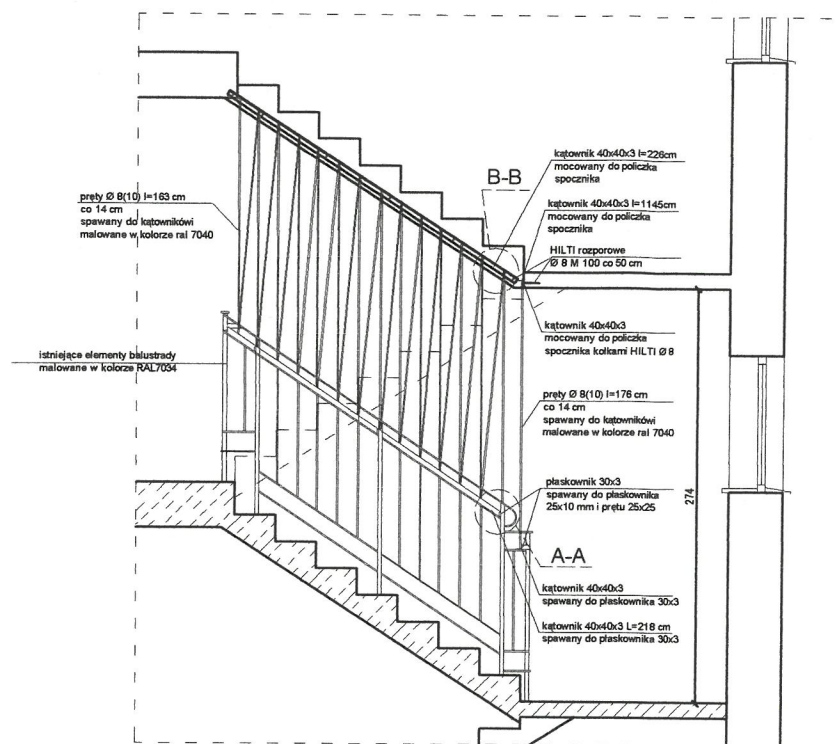 kątownik 40x40x3 l=226cm
mocowany do policzka
spocznika
B-B
pręty Ø 8(10) l=163 cm
co 14 cm
spawany do kątownikówi
malowane w kolorze ral 7040
kątownik 40x40x3 l=1145cm
mocowany do policzka
spocznika
HILTI rozporowe
Ø 8 M 100 co 50 cm
kątownik 40x40x3
mocowany do policzka
spocznika kołkami HILTI Ø 8
istniejące elementy balustrady
malowane w kolorze RAL7034
pręty Ø 8(10) l=176 cm
co 14 cm
spawany do kątownikówi
malowane w kolorze ral 7040
płaskownik 30x3
spawany do płaskownika
25x10 mm i prętu 25x25
274
A-A
kątownik 40x40x3
spawany do płaskownika 30x3
kątownik 40x40x3 L=218 cm
spawany do płaskownika 30x3